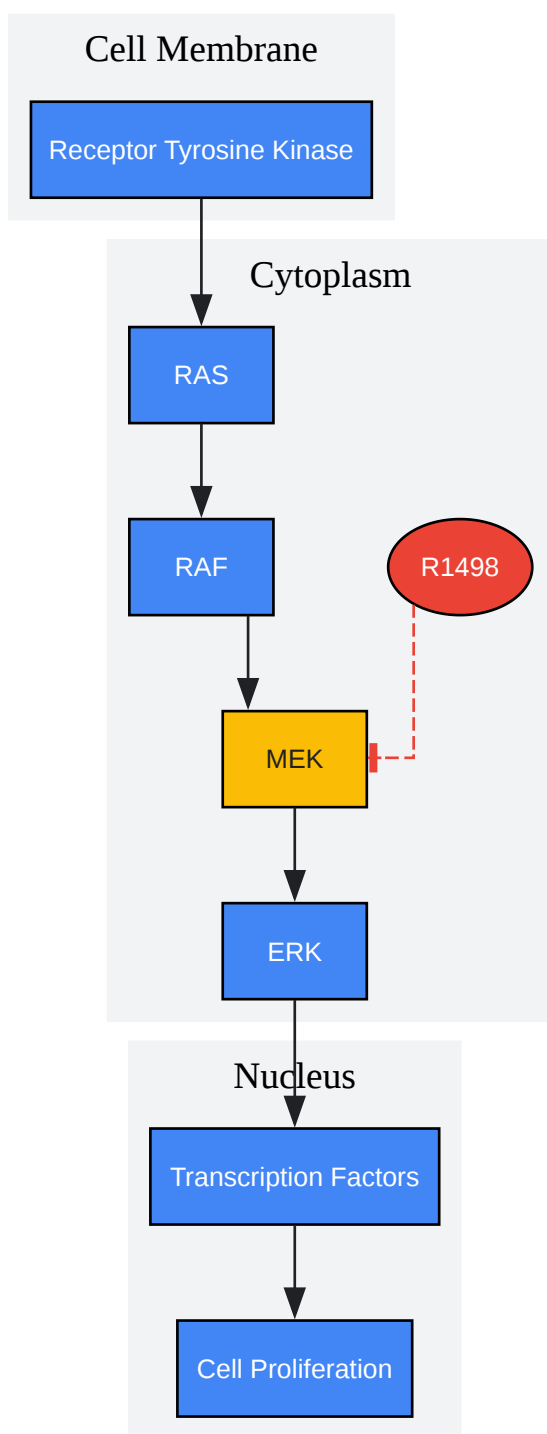 Cell Membrane
Receptor Tyrosine Kinase
Cytoplasm
RAS
RAF
R1498
MEK
ERK
Nucleus
Transcription Factors
Cell Proliferation